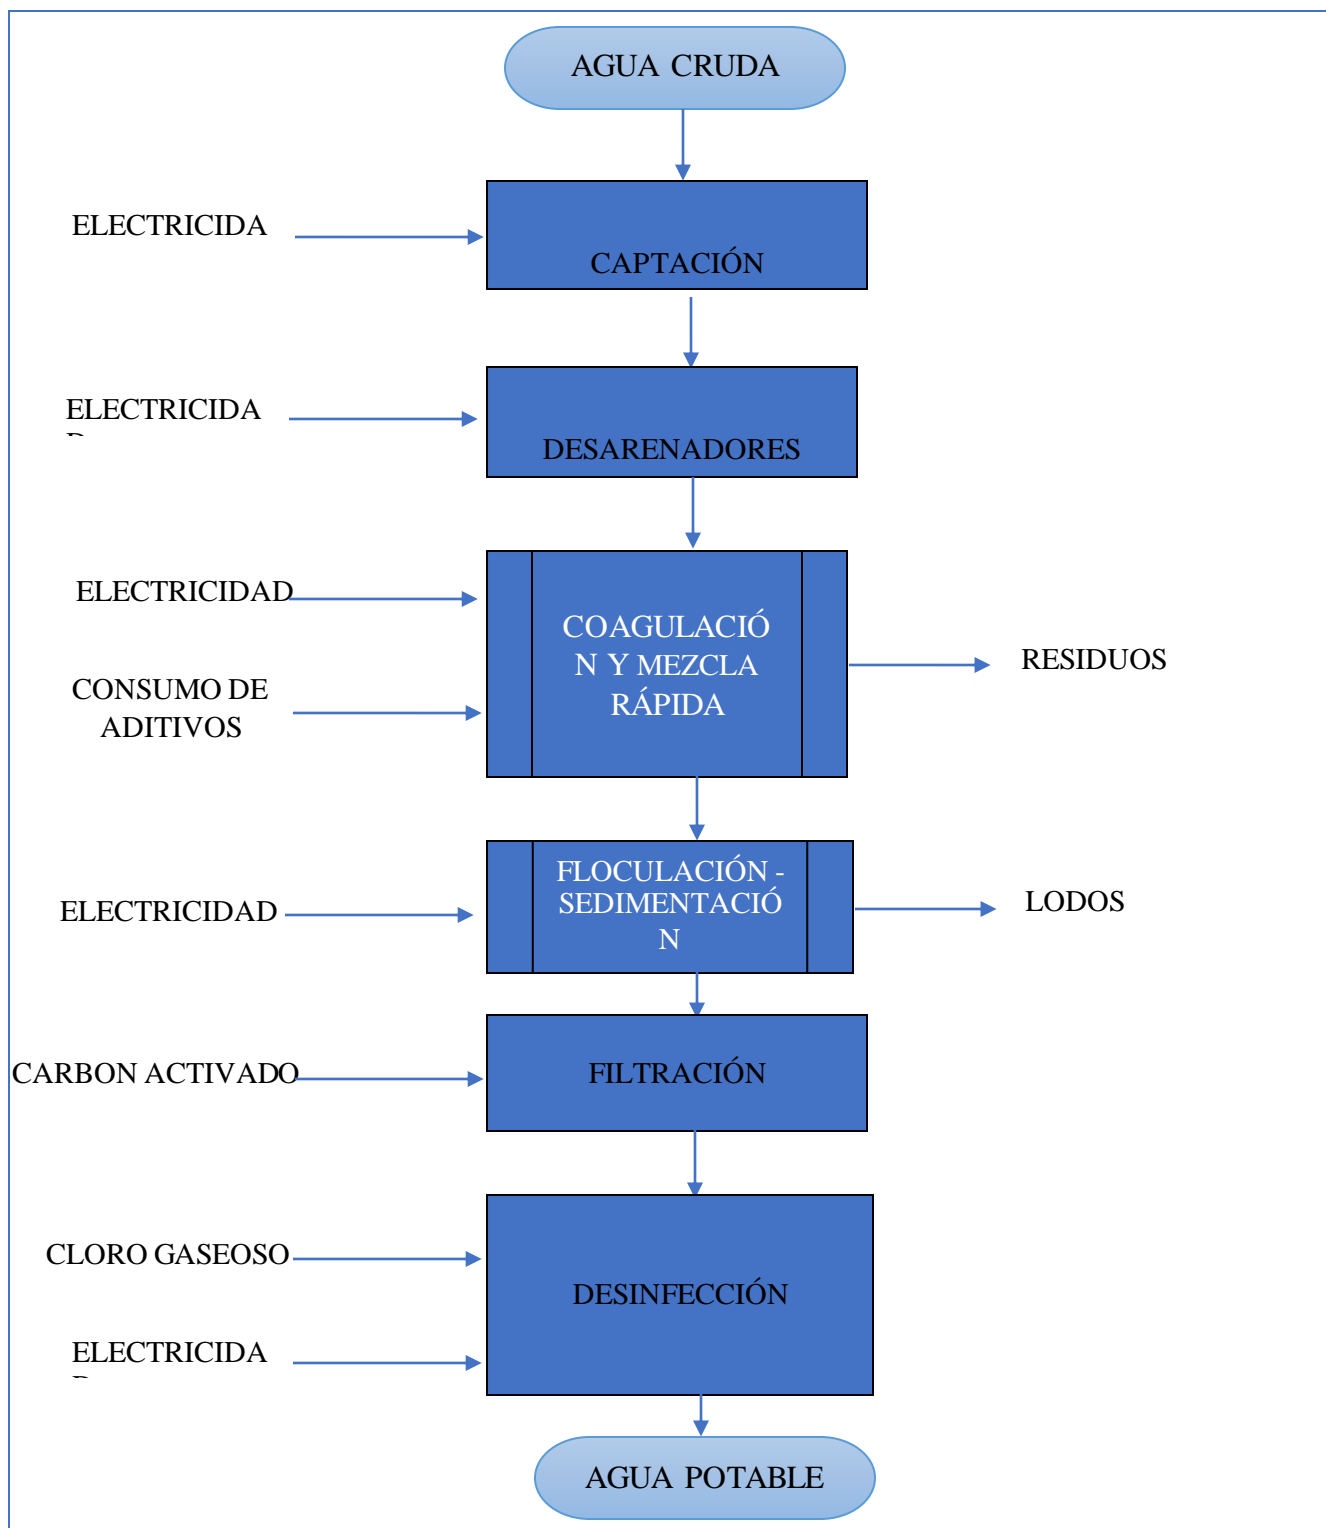 AGUA CRUDA
ELECTRICIDA
CAPTACIÓN
ELECTRICIDA
DESARENADORES
ELECTRICIDAD
COAGULACIÓ
N Y MEZCLA
RÁPIDA
RESIDUOS
CONSUMO DE
ADITIVOS
FLOCULACIÓN -
SEDIMENTACIÓ
N
ELECTRICIDAD
LODOS
CARBON ACTIVADO
FILTRACIÓN
CLORO GASEOSO
DESINFECCIÓN
ELECTRICIDA
AGUA POTABLE